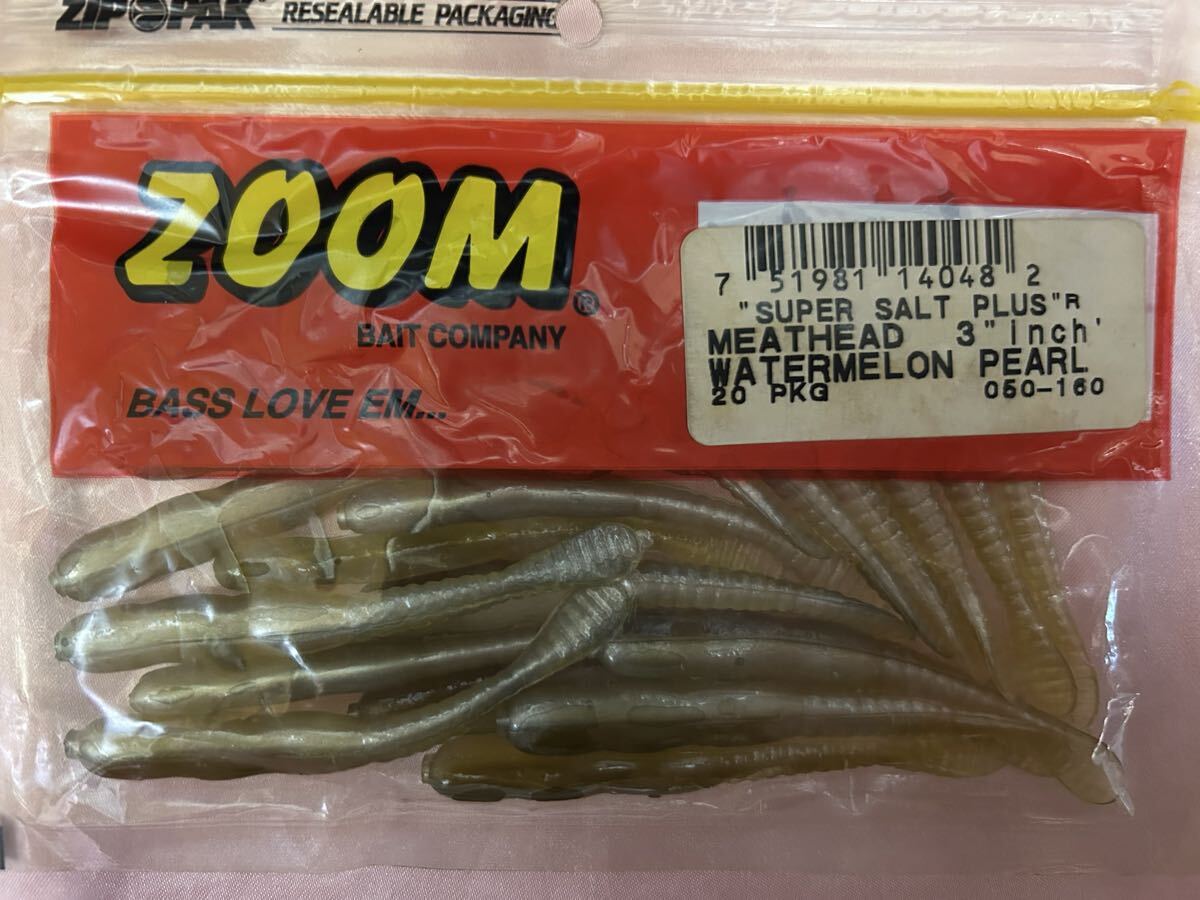 ZIP PAK® RESEALABLE PACKAGING
ZOOM®
BAIT COMPANY
BASS LOVE EM...
7 51981 14048 2
"SUPER SALT PLUS"R
MEATHEAD 3"inch'
WATERMELON PEARL
20 PKG 050-160